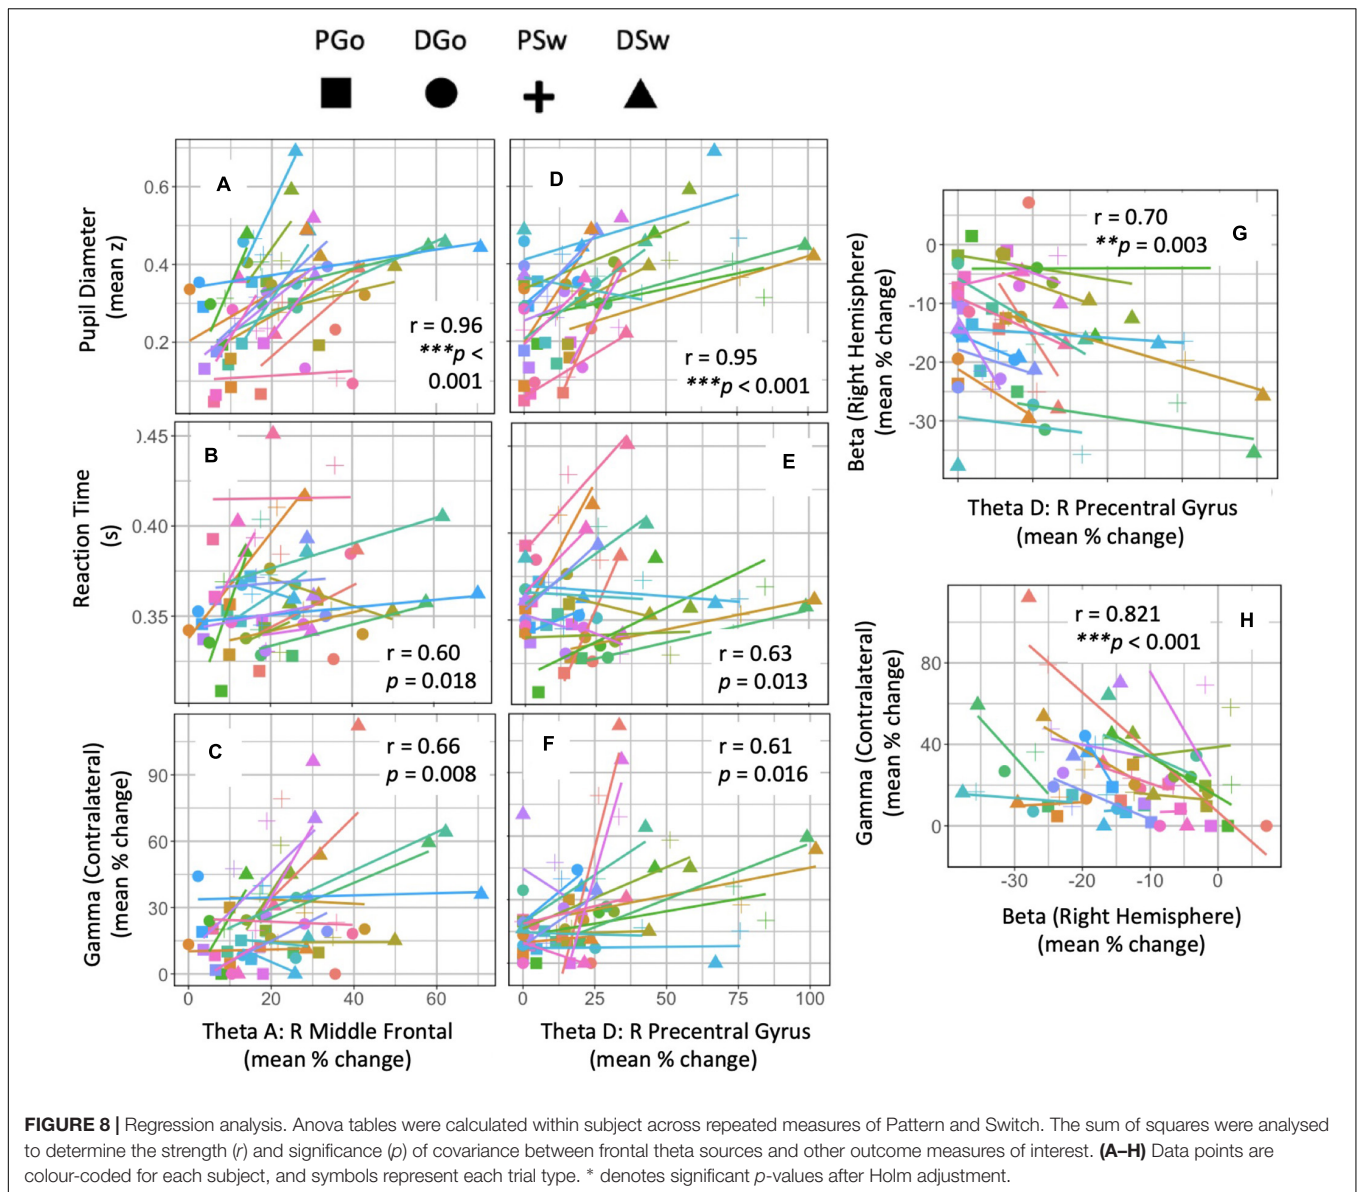 PGo DGo PSw DSw
Pupil Diameter
(mean z)
0.6
0.4
0.2
A
r = 0.96
***p <
0.001
D
r = 0.95
***p < 0.001
Reaction Time
(s)
1.45
0.40
0.35
B
r = 0.60
p = 0.018
E
r = 0.63
p = 0.013
Gamma (Contralateral)
(mean % change)
90
60
30
0
C
r = 0.66
p = 0.008
F
r = 0.61
p = 0.016
0 20 40 60
0 25 50 75 100
Theta A: R Middle Frontal
(mean % change)
Theta D: R Precentral Gyrus
(mean % change)
Beta (Right Hemisphere)
(mean % change)
0
-10
-20
-30
r = 0.70
**p = 0.003
G
Theta D: R Precentral Gyrus
(mean % change)
Gamma (Contralateral)
(mean % change)
80
40
0
r = 0.821
***p < 0.001
H
-30 -20 -10 0
Beta (Right Hemisphere)
(mean % change)
FIGURE 8 | Regression analysis. Anova tables were calculated within subject across repeated measures of Pattern and Switch. The sum of squares were analysed
to determine the strength (r) and significance (p) of covariance between frontal theta sources and other outcome measures of interest. (A–H) Data points are
colour-coded for each subject, and symbols represent each trial type. * denotes significant p-values after Holm adjustment.